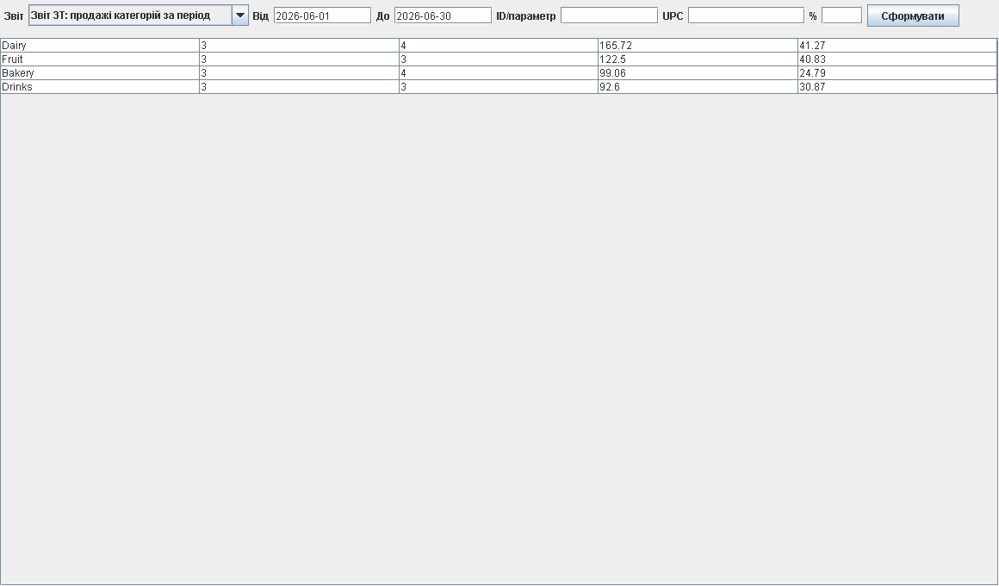 Звіт Звіт ЗТ: продажі категорій за період Від 2026-06-01 До 2026-06-30 ID/параметр UPC % Сформувати
Dairy 3 4 165.72 41.27
Fruit 3 3 122.5 40.83
Bakery 3 4 99.06 24.79
Drinks 3 3 92.6 30.87